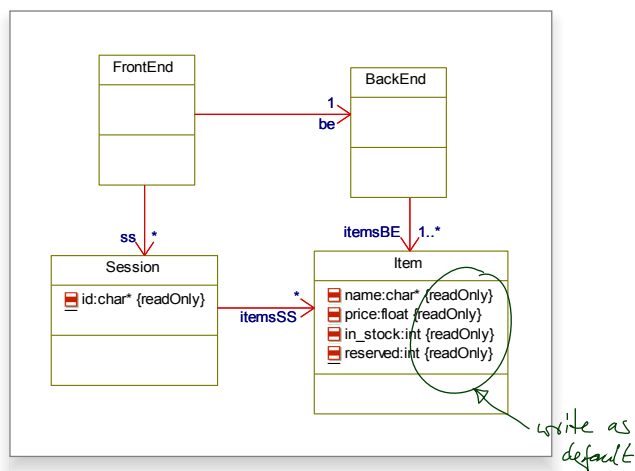 FrontEnd
BackEnd
1
be
ss *
itemsBE 1..*
Session
id:char* {readOnly}
*
itemsSS
Item
name:char* {readOnly}
price:float {readOnly}
in_stock:int {readOnly}
reserved:int {readOnly}
write as
default